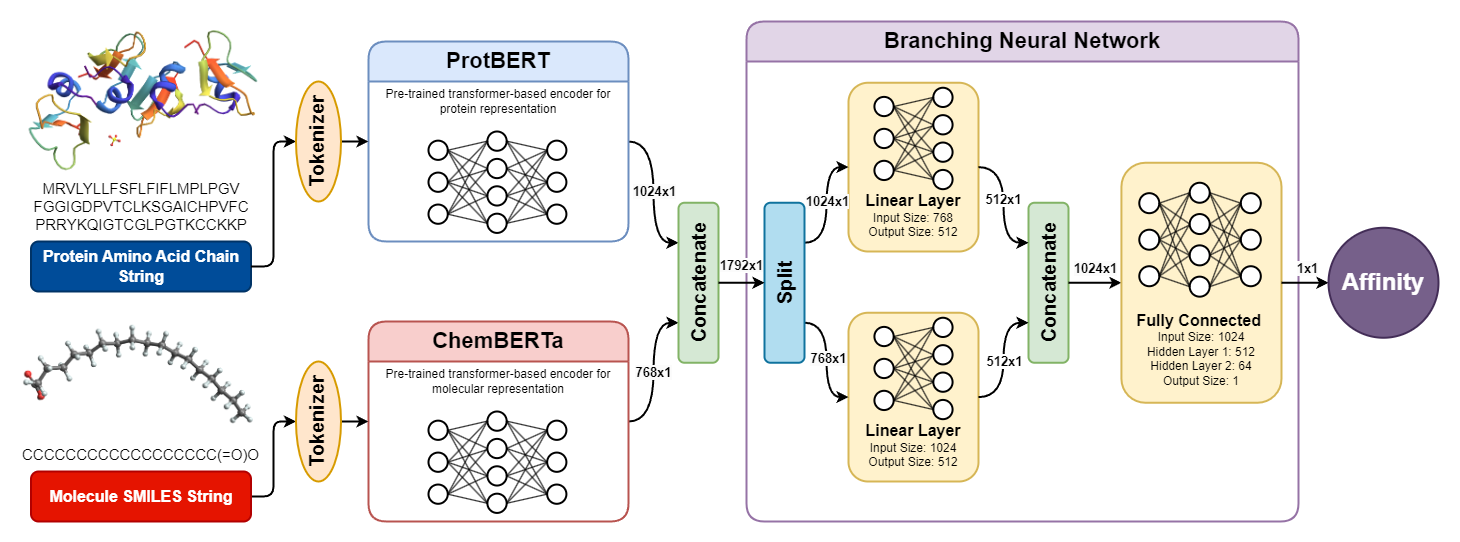 MRVLYLLFSFLFIFLMPLPGV
FGGIGDPVTCLKSGAICHPVFC
PRRYKQIGTCGLPGTKCCKKP
Protein Amino Acid Chain
String
CCCCCCCCCCCCCCCCCC(=O)O
Molecule SMILES String
Tokenizer
Tokenizer
ProtBERT
Pre-trained transformer-based encoder for
protein representation
ChemBERTa
Pre-trained transformer-based encoder for
molecular representation
1024x1
768x1
Concatenate
1792x1
Branching Neural Network
Split
1024x1
768x1
Linear Layer
Input Size: 768
Output Size: 512
Linear Layer
Input Size: 1024
Output Size: 512
512x1
512x1
Concatenate
1024x1
Fully Connected
Input Size: 1024
Hidden Layer 1: 512
Hidden Layer 2: 64
Output Size: 1
1x1
Affinity